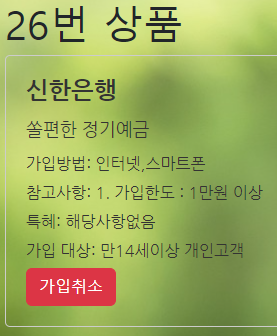 26번 상품
신한은행
쏠편한 정기예금
가입방법: 인터넷,스마트폰
참고사항: 1. 가입한도 : 1만원 이상
특혜: 해당사항없음
가입 대상: 만14세이상 개인고객
가입취소